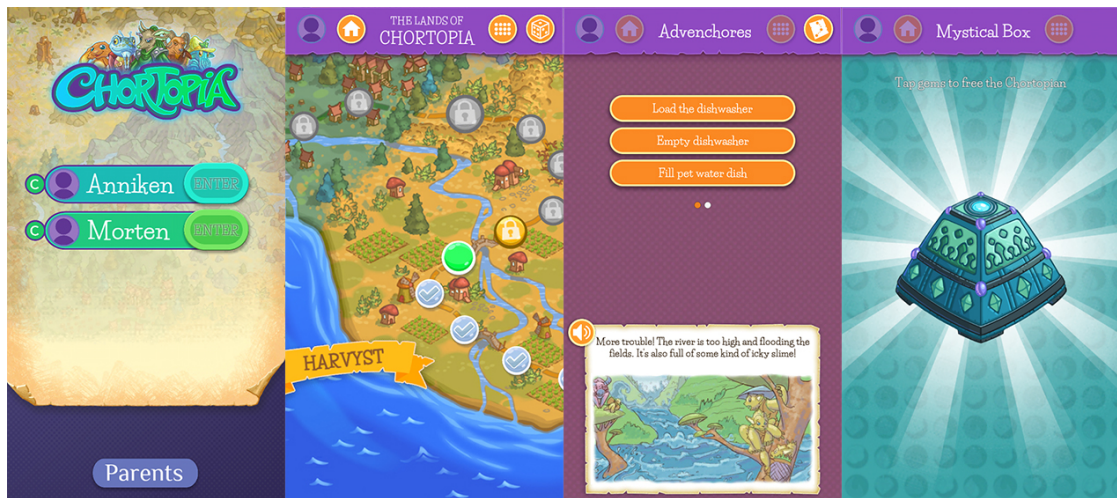 CHORTOPIA
C Anniken ENTER
C Morten ENTER
Parents
THE LANDS OF
CHORTOPIA
HARVYST
Advenchores
Load the dishwasher
Empty dishwasher
Fill pet water dish
More trouble! The river is too high and flooding the
fields. It's also full of some kind of icky slime!
Mystical Box
Tap gems to free the Chortopian